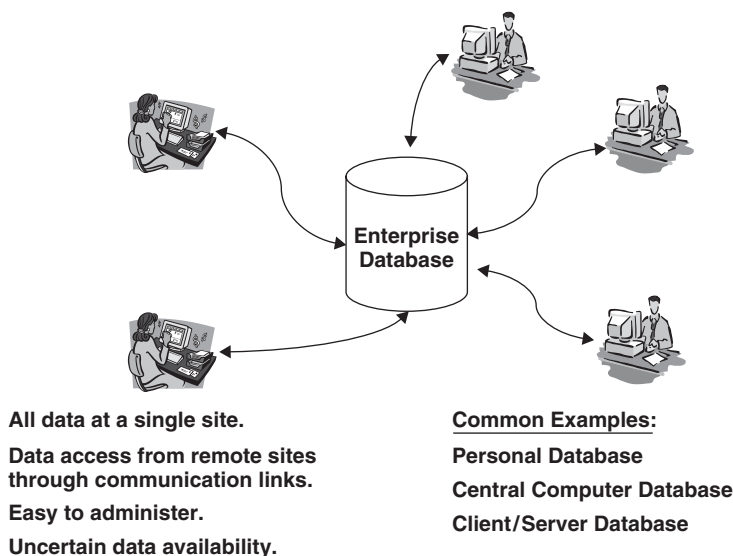 Enterprise
Database
All data at a single site.
Data access from remote sites
through communication links.
Easy to administer.
Uncertain data availability.
Common Examples:
Personal Database
Central Computer Database
Client/Server Database